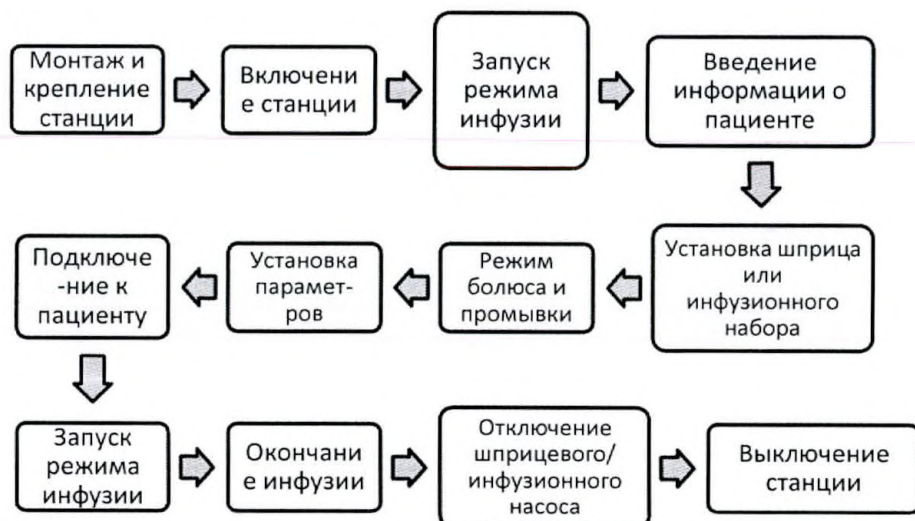 Монтаж и
крепление
станции
Включени
е станции
Запуск
режима
инфузии
Введение
информации о
пациенте
Подключе
-ние к
пациенту
Установка
парамет-
ров
Режим
болюса и
промывки
Установка шприца
или
инфузионного
набора
Запуск
режима
инфузии
Окончани
е инфузии
Отключение
шприцевого/
инфузионного
насоса
Выключение
станции